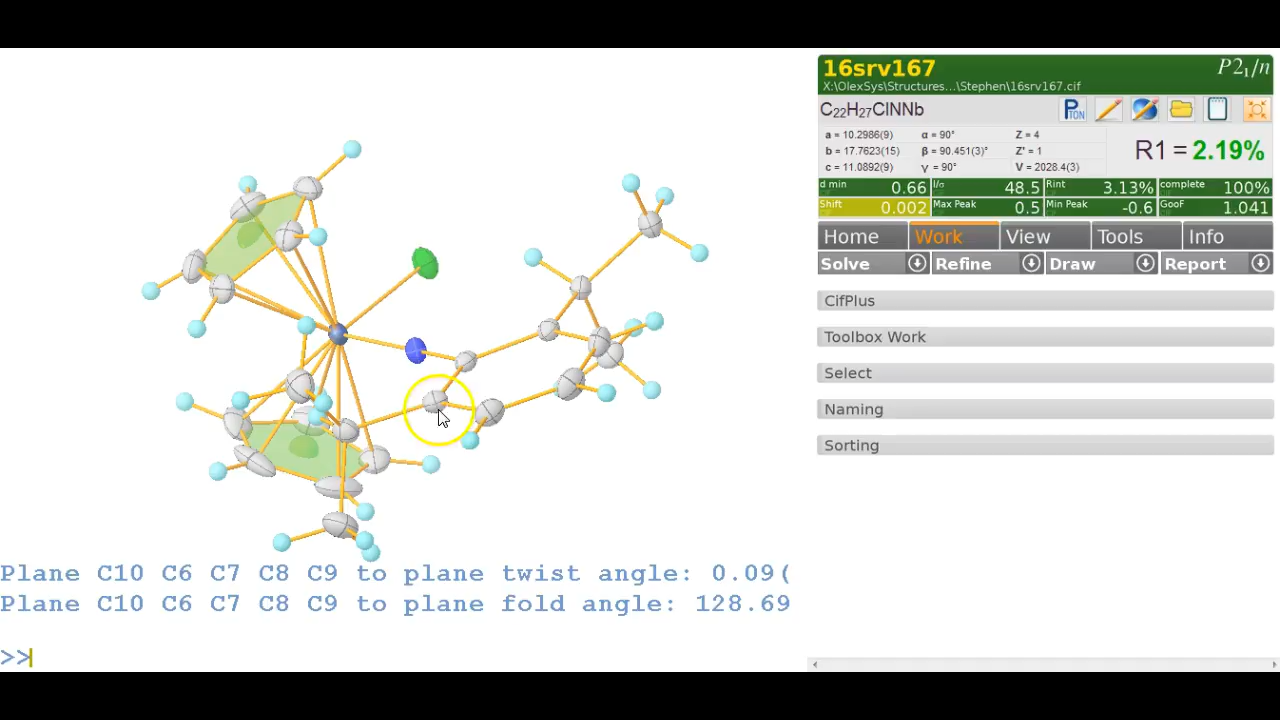 16srv167
P2₁/n
X:\OlexSys\Structures...\Stephen\16srv167.cif
C₂₂H₂₇ClNNb
PTON
a = 10.2986(9) α = 90° Z = 4
b = 17.7623(15) β = 90.451(3)° Z' = 1
c = 11.0892(9) γ = 90° V = 2028.4(3)
R1 = 2.19%
d min 0.66 I/σ 48.5 Rint 3.13% complete 100%
Shift 0.002 Max Peak 0.5 Min Peak -0.6 GooF 1.041
Home Work View Tools Info
Solve Refine Draw Report
CifPlus
Toolbox Work
Select
Naming
Sorting
Plane C10 C6 C7 C8 C9 to plane twist angle: 0.09(
Plane C10 C6 C7 C8 C9 to plane fold angle: 128.69
>>